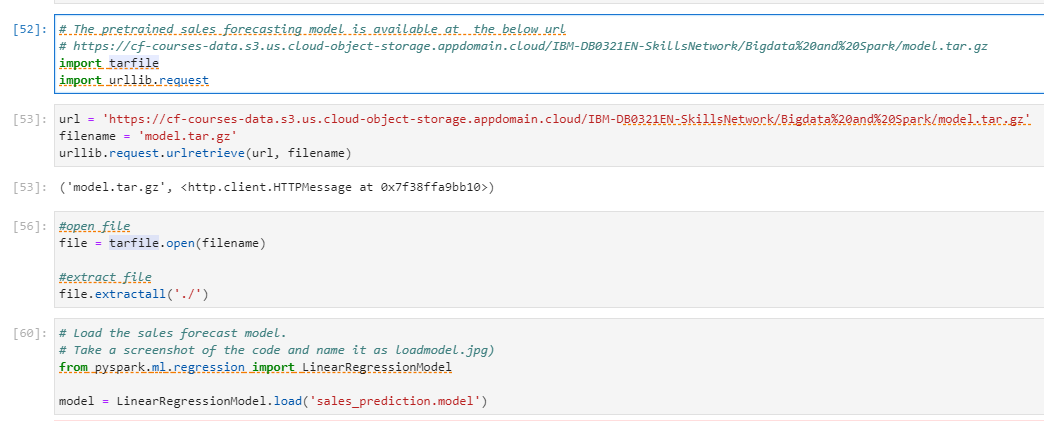 [52]: # The pretrained sales forecasting model is available at  the below url
# https://cf-courses-data.s3.us.cloud-object-storage.appdomain.cloud/IBM-DB0321EN-SkillsNetwork/Bigdata%20and%20Spark/model.tar.gz
import tarfile
import urllib.request
[53]: url = 'https://cf-courses-data.s3.us.cloud-object-storage.appdomain.cloud/IBM-DB0321EN-SkillsNetwork/Bigdata%20and%20Spark/model.tar.gz'
filename = 'model.tar.gz'
urllib.request.urlretrieve(url, filename)
[53]: ('model.tar.gz', <http.client.HTTPMessage at 0x7f38ffa9bb10>)
[56]: #open file
file = tarfile.open(filename)
#extract file
file.extractall('./')
[60]: # Load the sales forecast model.
# Take a screenshot of the code and name it as loadmodel.jpg)
from pyspark.ml.regression import LinearRegressionModel
model = LinearRegressionModel.load('sales_prediction.model')